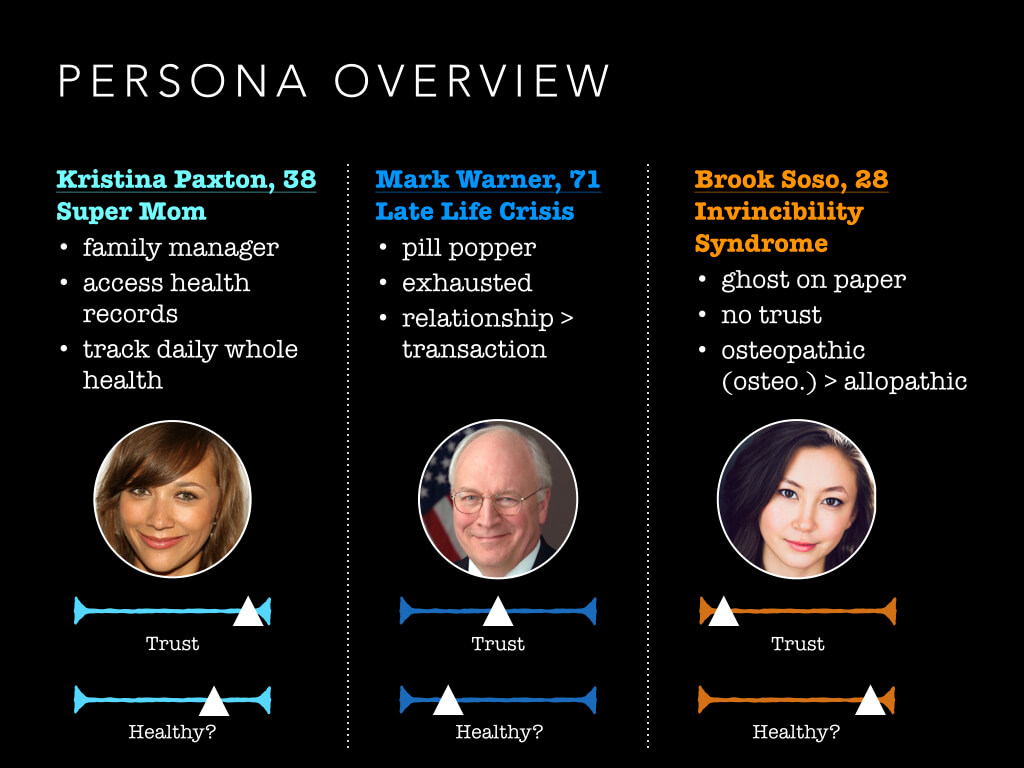 PERSONA OVERVIEW
Kristina Paxton, 38
Super Mom
• family manager
• access health
records
• track daily whole
health
Trust
Healthy?
Mark Warner, 71
Late Life Crisis
• pill popper
• exhausted
• relationship >
transaction
Trust
Healthy?
Brook Soso, 28
Invincibility
Syndrome
• ghost on paper
• no trust
• osteopathic
(osteo.) > allopathic
Trust
Healthy?